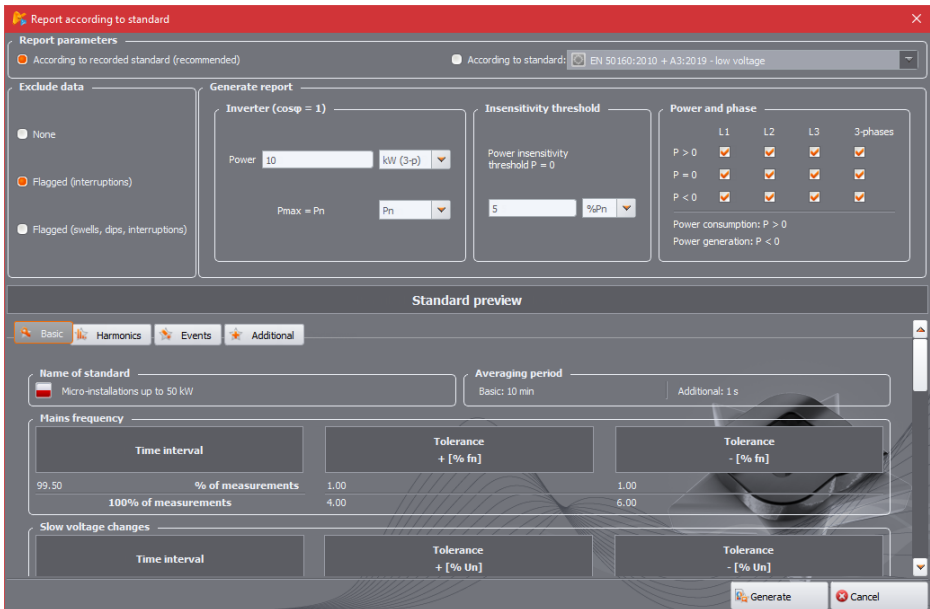 Report according to standard
Report parameters
According to recorded standard (recommended)
According to standard:
EN 50160:2010 + A3:2019 - low voltage
Exclude data
None
Flagged (interruptions)
Flagged (swells, dips, interruptions)
Generate report
Inverter (cosφ = 1)
Power 10 kW (3-p)
Pmax = Pn Pn
Insensitivity threshold
Power insensitivity
threshold P = 0
5 %Pn
Power and phase
L1 L2 L3 3-phases
P > 0
P = 0
P < 0
Power consumption: P > 0
Power generation: P < 0
Standard preview
Basic Harmonics Events Additional
Name of standard
Micro-installations up to 50 kW
Averaging period
Basic: 10 min Additional: 1 s
Mains frequency
Time interval
Tolerance
+ [% fn]
Tolerance
- [% fn]
99.50 % of measurements 1.00 1.00
100% of measurements 4.00 6.00
Slow voltage changes
Time interval
Tolerance
+ [% Un]
Tolerance
- [% Un]
Generate Cancel